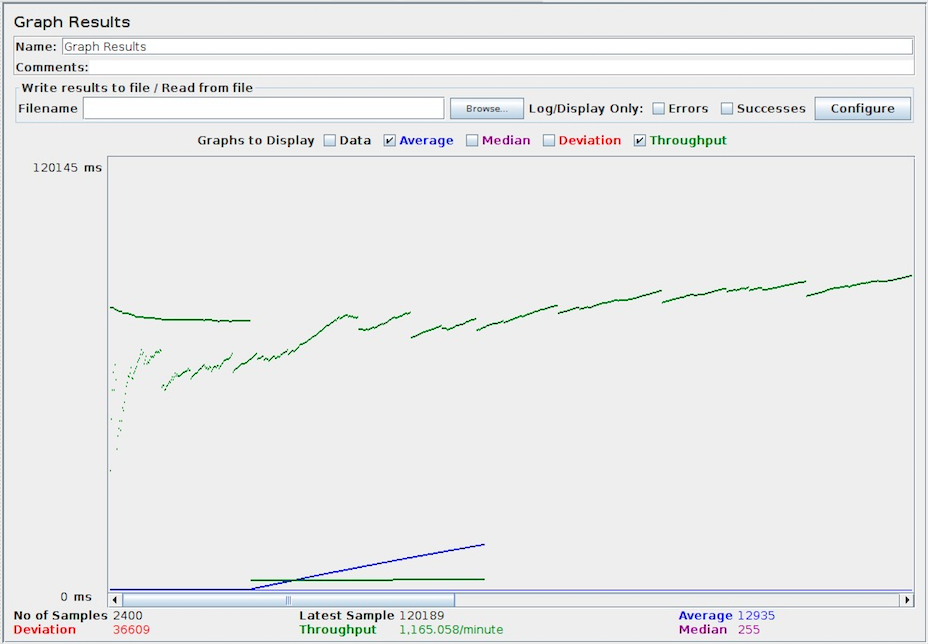 Graph Results
Name: Graph Results
Comments:
Write results to file / Read from file
Filename Browse... Log/Display Only: Errors Successes Configure
Graphs to Display Data Average Median Deviation Throughput
120145 ms
0 ms
No of Samples 2400 Latest Sample 120189 Average 12935
Deviation 36609 Throughput 1,165.058/minute Median 255